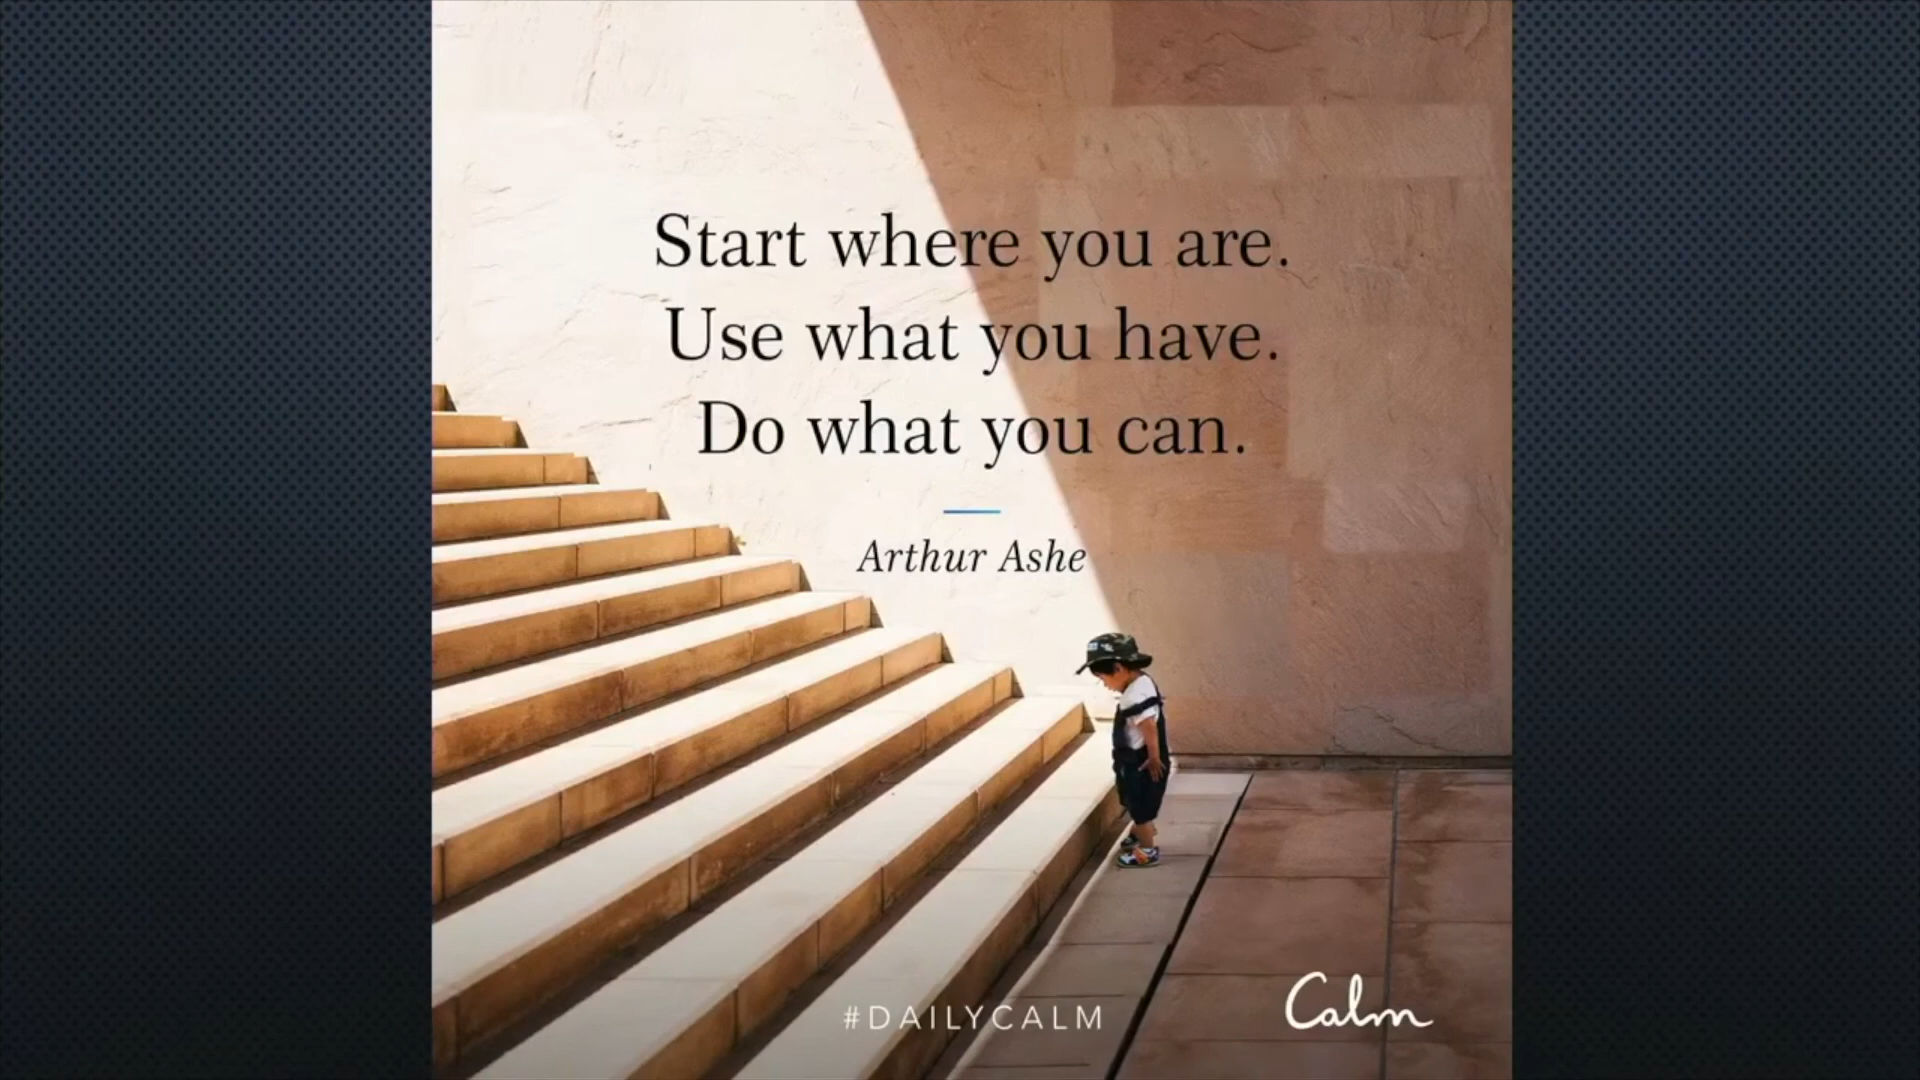 Start where you are.
Use what you have.
Do what you can.
Arthur Ashe
#DAILYCALM
Calm